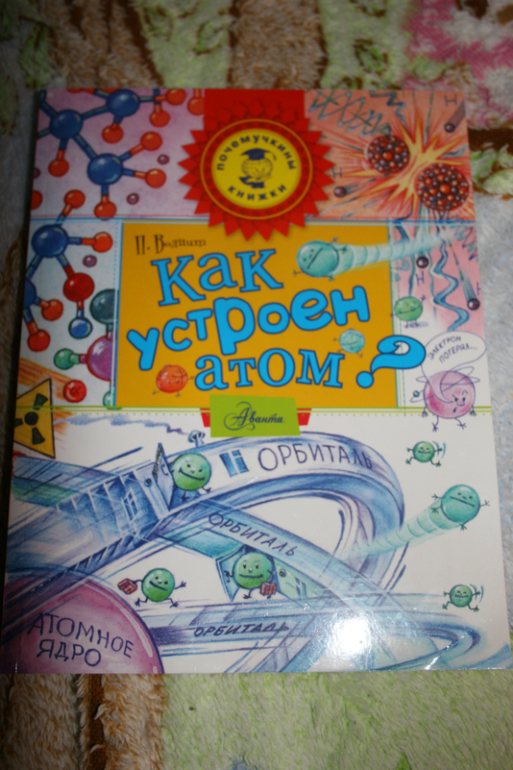 почемучкины
книжки
П. Волцит
Как
устроен
атом?
ЭЛЕКТРОН
ПОТЕРЯЛ...
Аванта
ОРБИТАЛЬ
ОРБИТАЛЬ
ОРБИТАЛЬ
АТОМНОЕ
ЯДРО